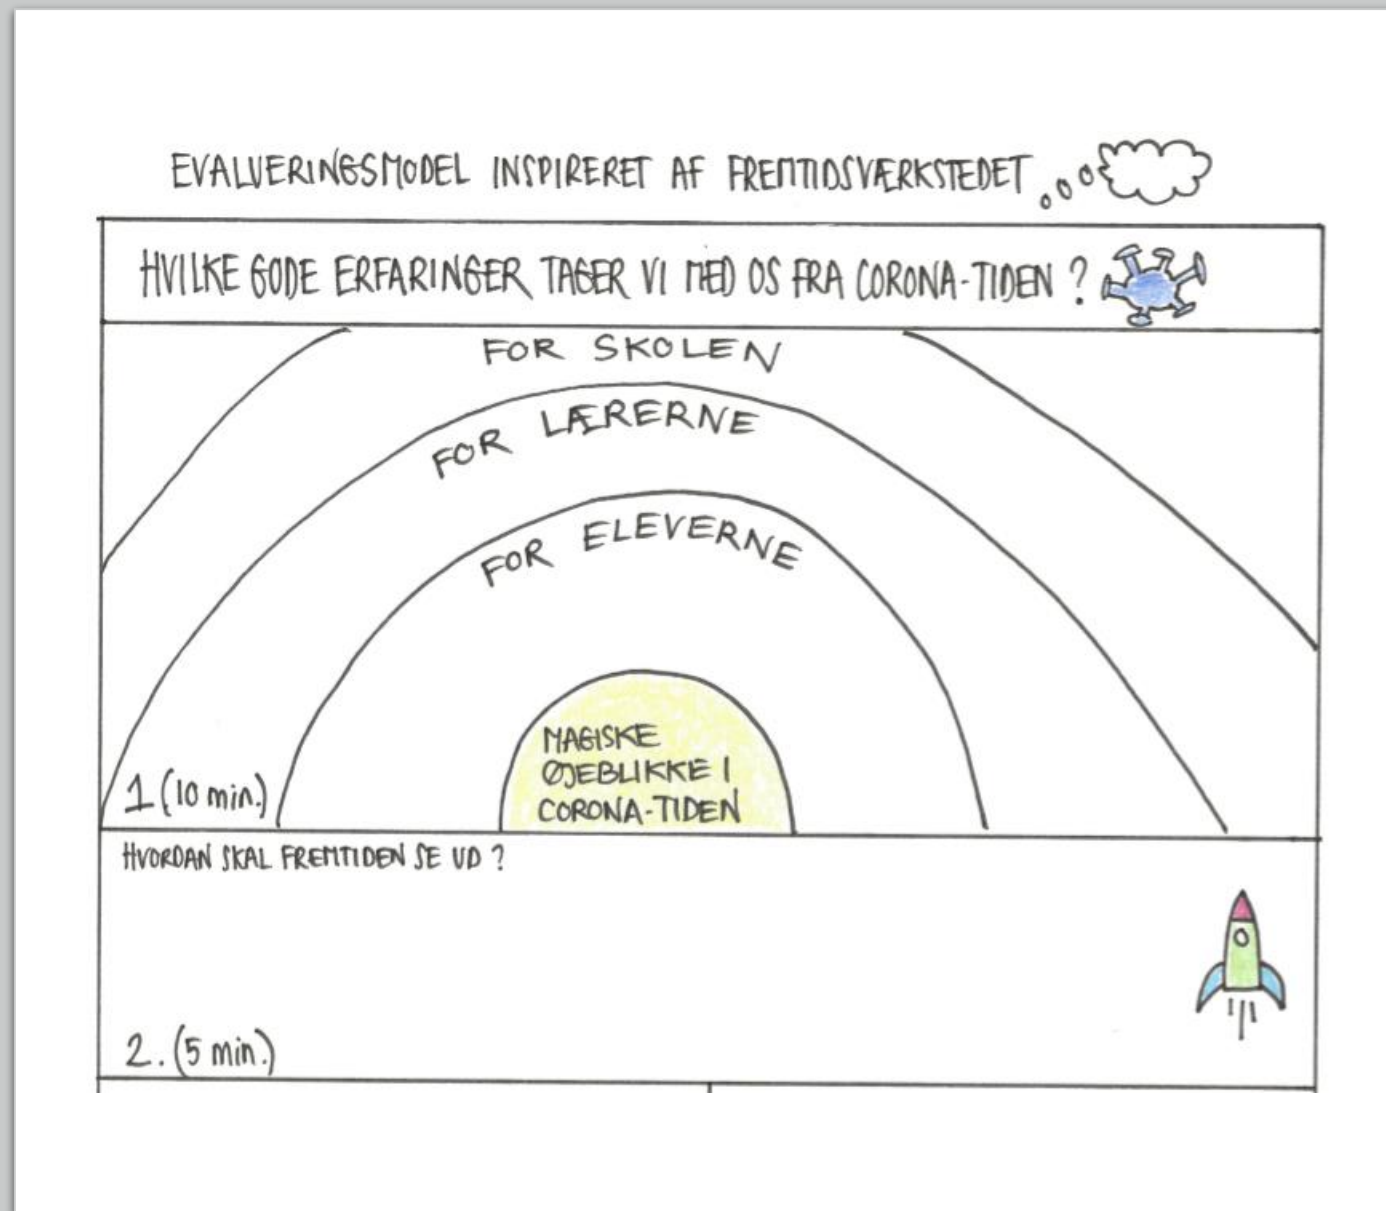 EVALUERINGSMODEL INSPIRERET AF FREMTIDSVÆRKSTEDET
HVILKE GODE ERFARINGER TAGER VI MED OS FRA CORONA-TIDEN ?
FOR SKOLEN
FOR LÆRERNE
FOR ELEVERNE
MAGISKE
ØJEBLIKKE I
CORONA-TIDEN
1 (10 min.)
HVORDAN SKAL FREMTIDEN SE UD ?
2. (5 min.)